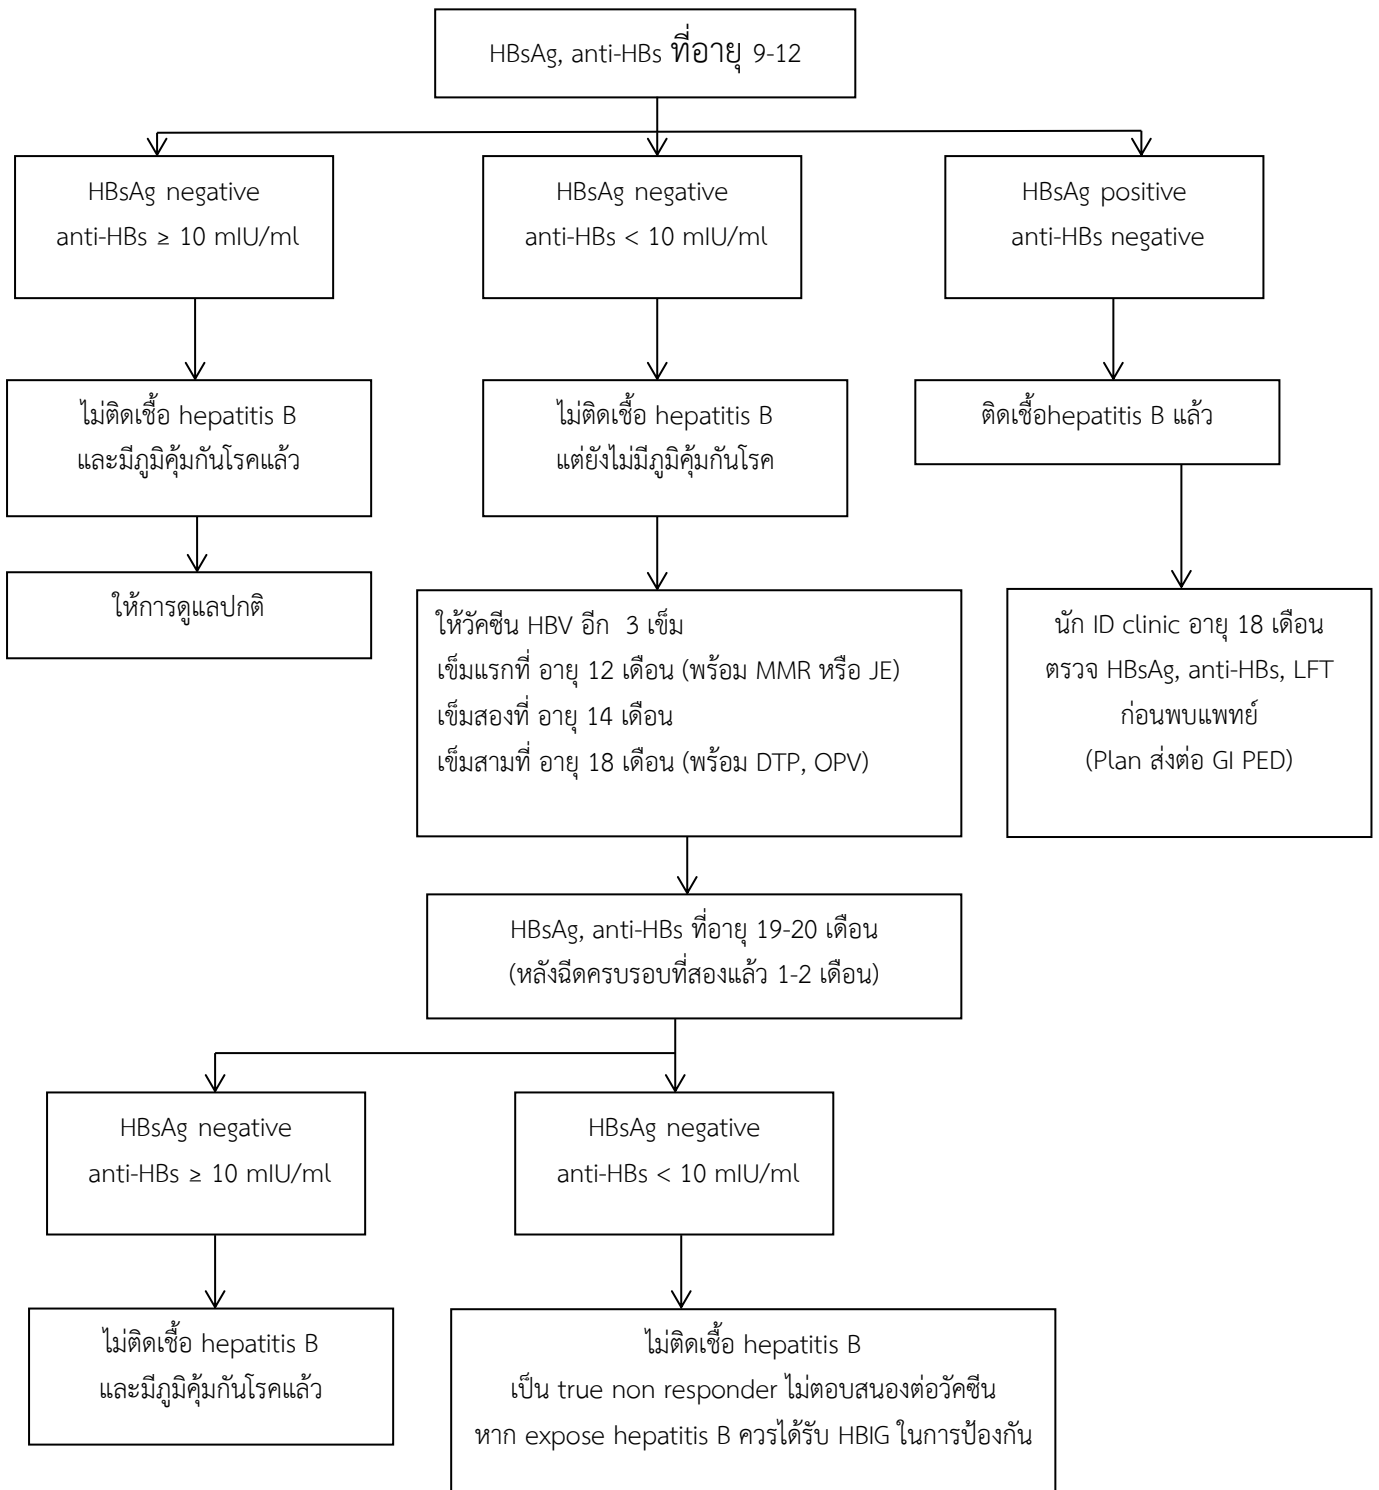 HBsAg, anti-HBs ที่อายุ 9-12
HBsAg negative
anti-HBs ≥ 10 mIU/ml
HBsAg negative
anti-HBs < 10 mIU/ml
HBsAg positive
anti-HBs negative
ไม่ติดเชื้อ hepatitis B
และมีภูมิคุ้มกันโรคแล้ว
ไม่ติดเชื้อ hepatitis B
แต่ยังไม่มีภูมิคุ้มกันโรค
ติดเชื้อhepatitis B แล้ว
ให้การดูแลปกติ
ให้วัคซีน HBV อีก 3 เข็ม
เข็มแรกที่ อายุ 12 เดือน (พร้อม MMR หรือ JE)
เข็มสองที่ อายุ 14 เดือน
เข็มสามที่ อายุ 18 เดือน (พร้อม DTP, OPV)
นัก ID clinic อายุ 18 เดือน
ตรวจ HBsAg, anti-HBs, LFT
ก่อนพบแพทย์
(Plan ส่งต่อ GI PED)
HBsAg, anti-HBs ที่อายุ 19-20 เดือน
(หลังฉีดครบรอบที่สองแล้ว 1-2 เดือน)
HBsAg negative
anti-HBs ≥ 10 mIU/ml
HBsAg negative
anti-HBs < 10 mIU/ml
ไม่ติดเชื้อ hepatitis B
และมีภูมิคุ้มกันโรคแล้ว
ไม่ติดเชื้อ hepatitis B
เป็น true non responder ไม่ตอบสนองต่อวัคซีน
หาก expose hepatitis B ควรได้รับ HBIG ในการป้องกัน